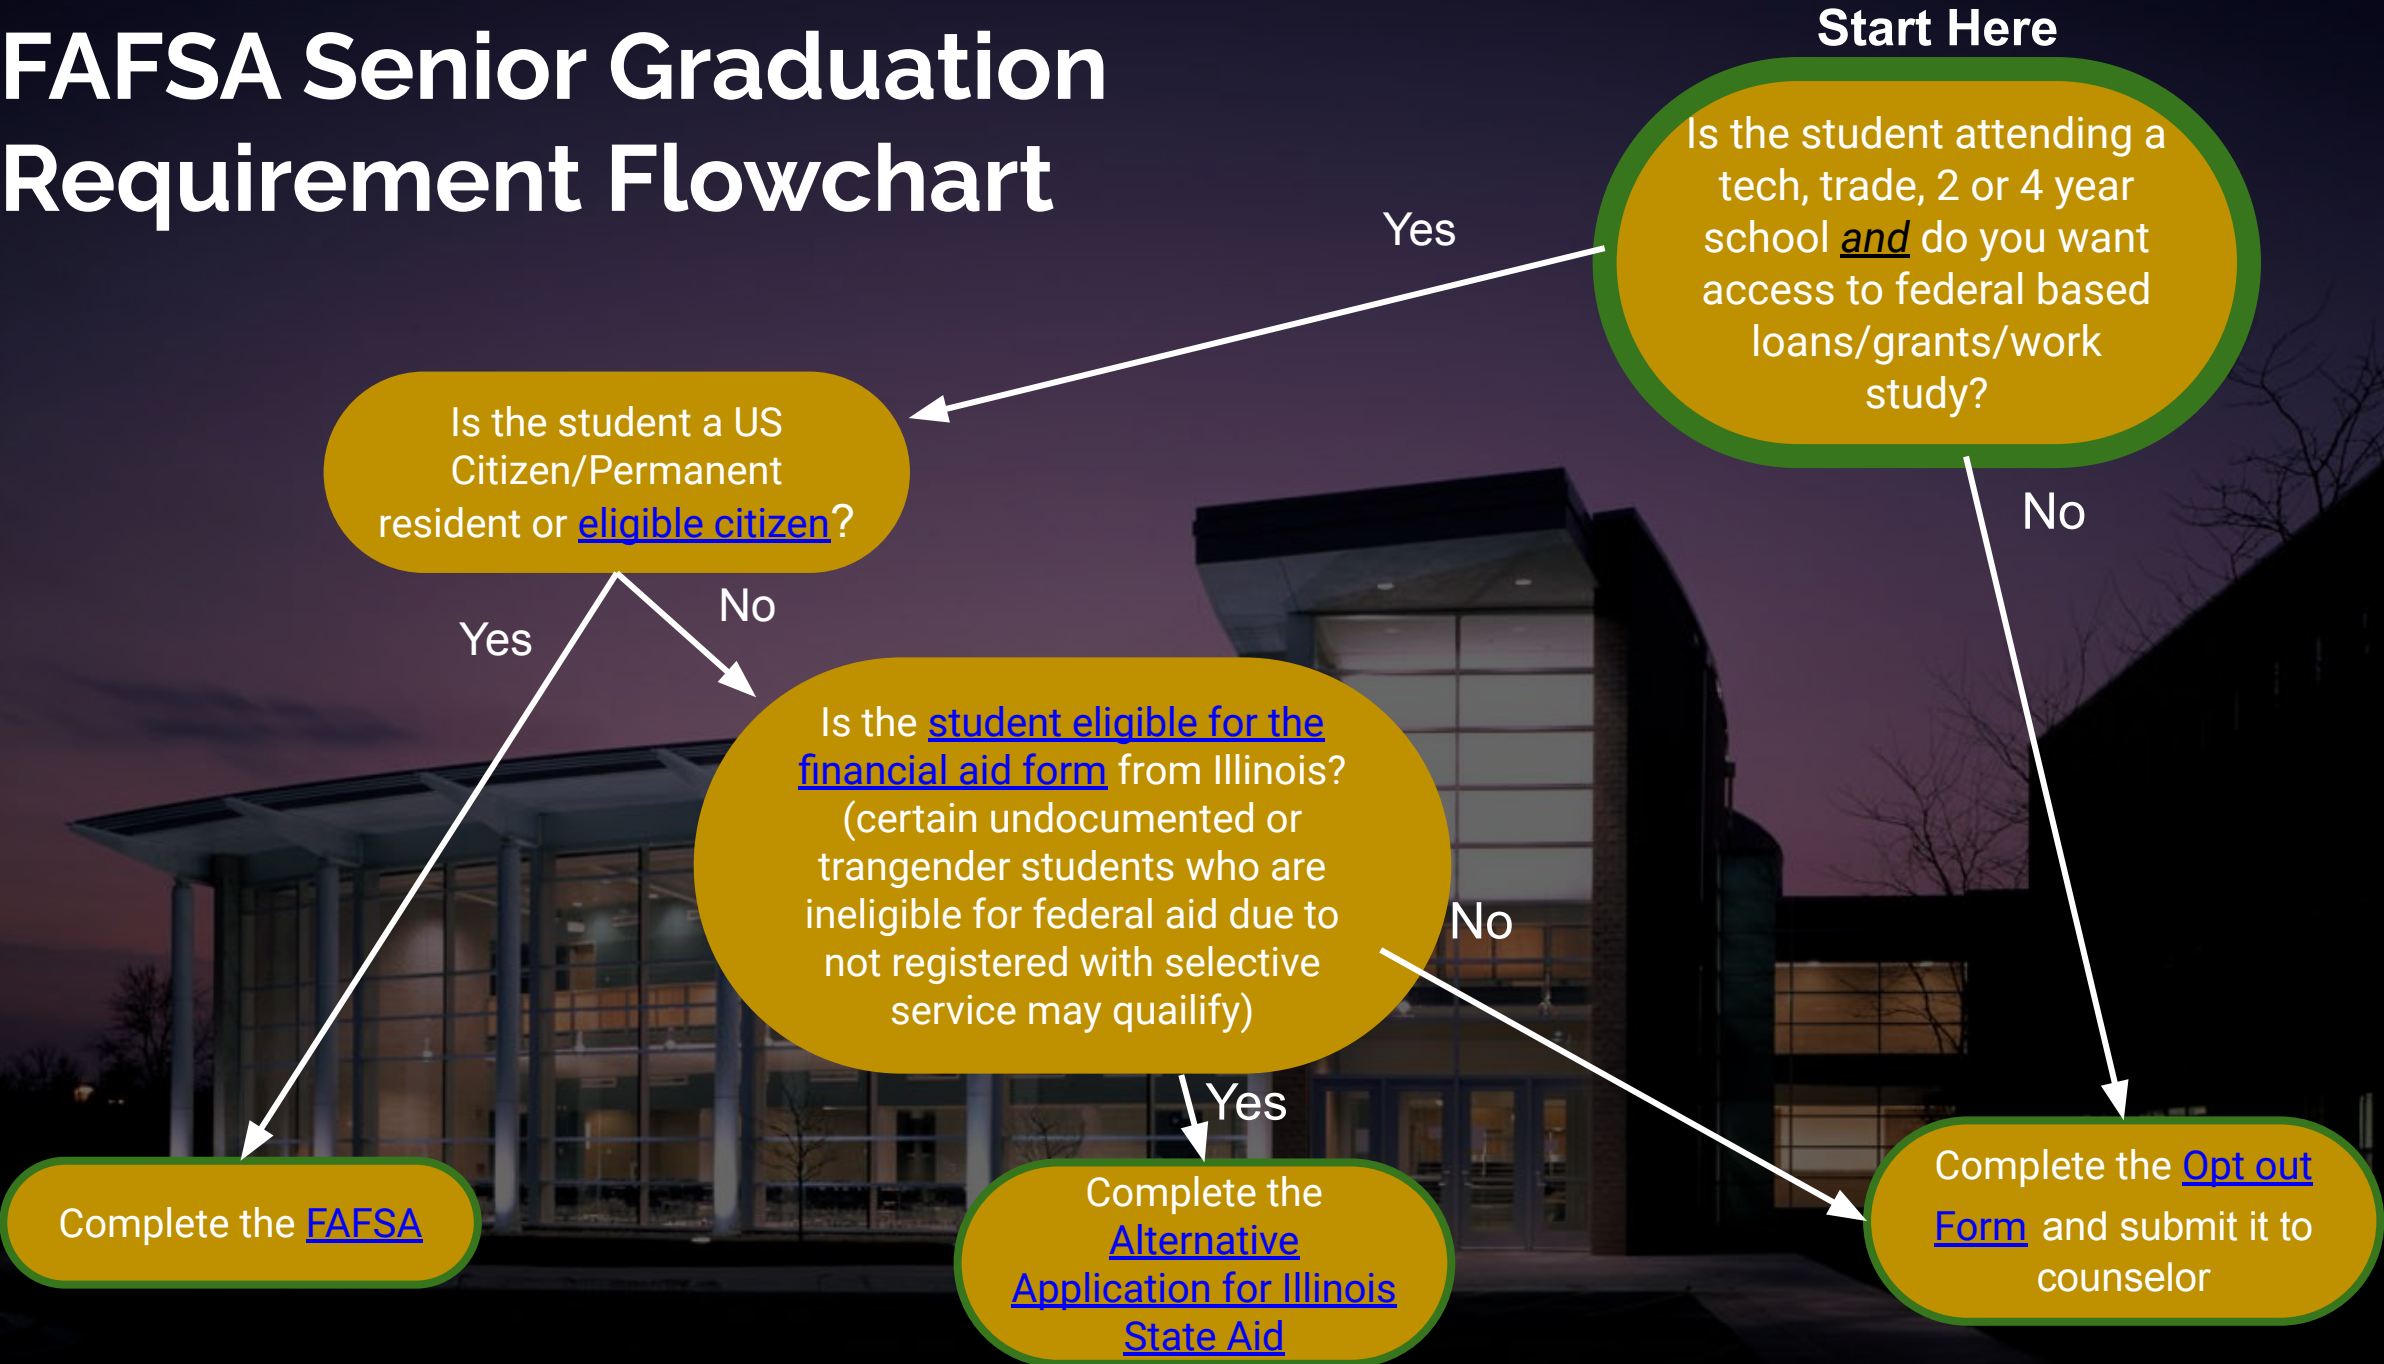 FAFSA Senior Graduation
Requirement Flowchart
Start Here
Is the student attending a
tech, trade, 2 or 4 year
school and do you want
access to federal based
loans/grants/work
study?
Yes
No
Is the student a US
Citizen/Permanent
resident or eligible citizen?
Yes
No
Is the student eligible for the
financial aid form from Illinois?
(certain undocumented or
trangender students who are
ineligible for federal aid due to
not registered with selective
service may quailify)
No
Yes
Complete the FAFSA
Complete the
Alternative
Application for Illinois
State Aid
Complete the Opt out
Form and submit it to
counselor